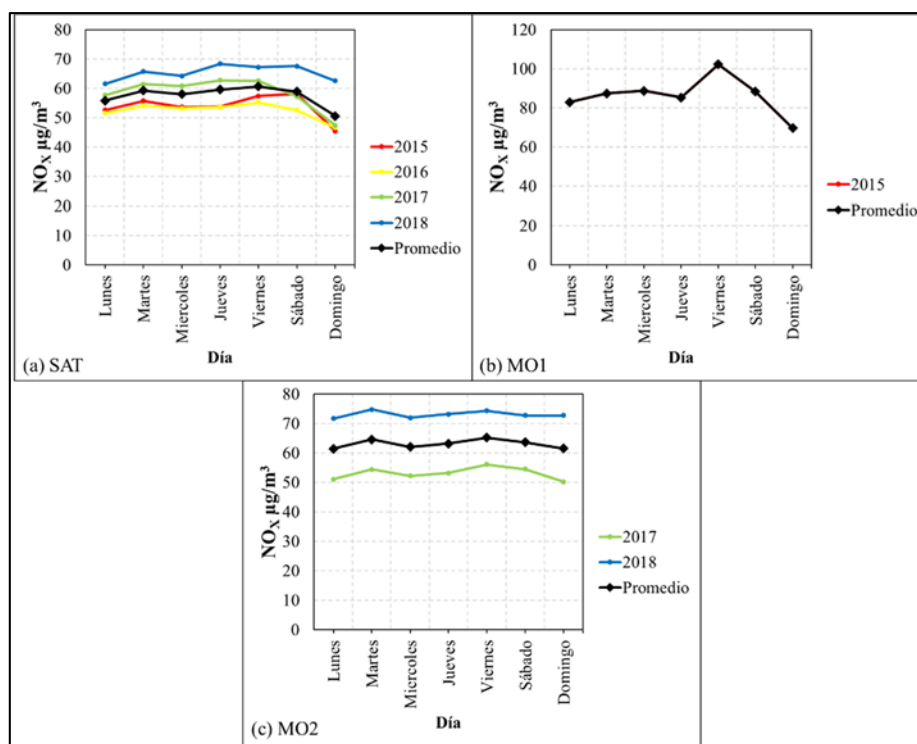 80
70
60
50
40
30
20
10
0
NOX µg/m³
Lunes
Martes
Miercoles
Jueves
Viernes
Sábado
Domingo
Día
2015
2016
2017
2018
Promedio
(a) SAT
120
100
80
60
40
20
0
NOX µg/m³
Lunes
Martes
Miercoles
Jueves
Viernes
Sábado
Domingo
Día
2015
Promedio
(b) MO1
80
70
60
50
40
30
20
10
0
NOX µg/m³
Lunes
Martes
Miercoles
Jueves
Viernes
Sábado
Domingo
Día
2017
2018
Promedio
(c) MO2